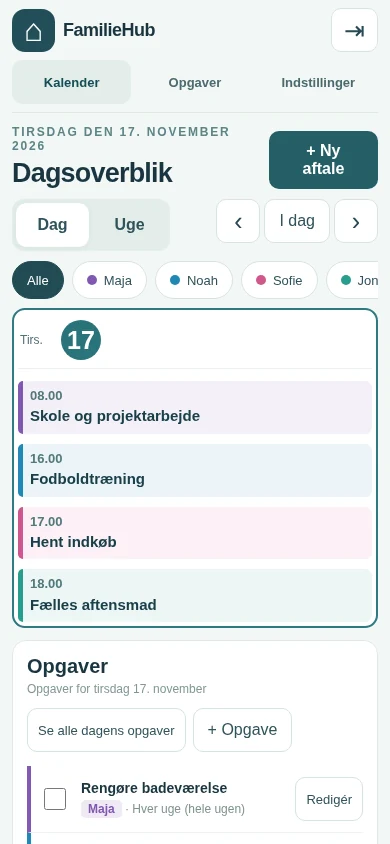 FamilieHub
Kalender
Opgaver
Indstillinger
TIRSDAG DEN 17. NOVEMBER
2026
Dagsoverblik
+ Ny
aftale
Dag
Uge
‹
I dag
›
Alle
Maja
Noah
Sofie
Jon
Tirs.
17
08.00
Skole og projektarbejde
16.00
Fodboldtræning
17.00
Hent indkøb
18.00
Fælles aftensmad
Opgaver
Opgaver for tirsdag 17. november
Se alle dagens opgaver
+ Opgave
Rengøre badeværelse
Maja · Hver uge (hele ugen)
Redigér